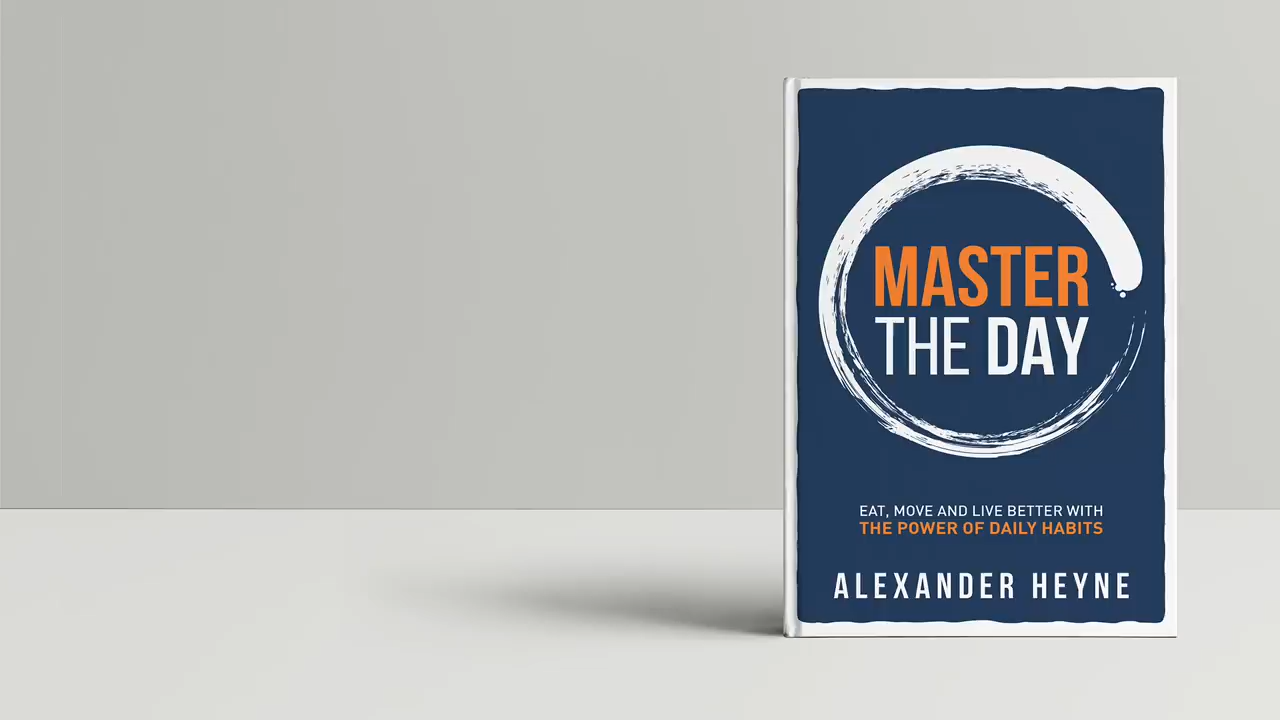 MASTER
THE DAY
EAT, MOVE AND LIVE BETTER WITH
THE POWER OF DAILY HABITS
ALEXANDER HEYNE